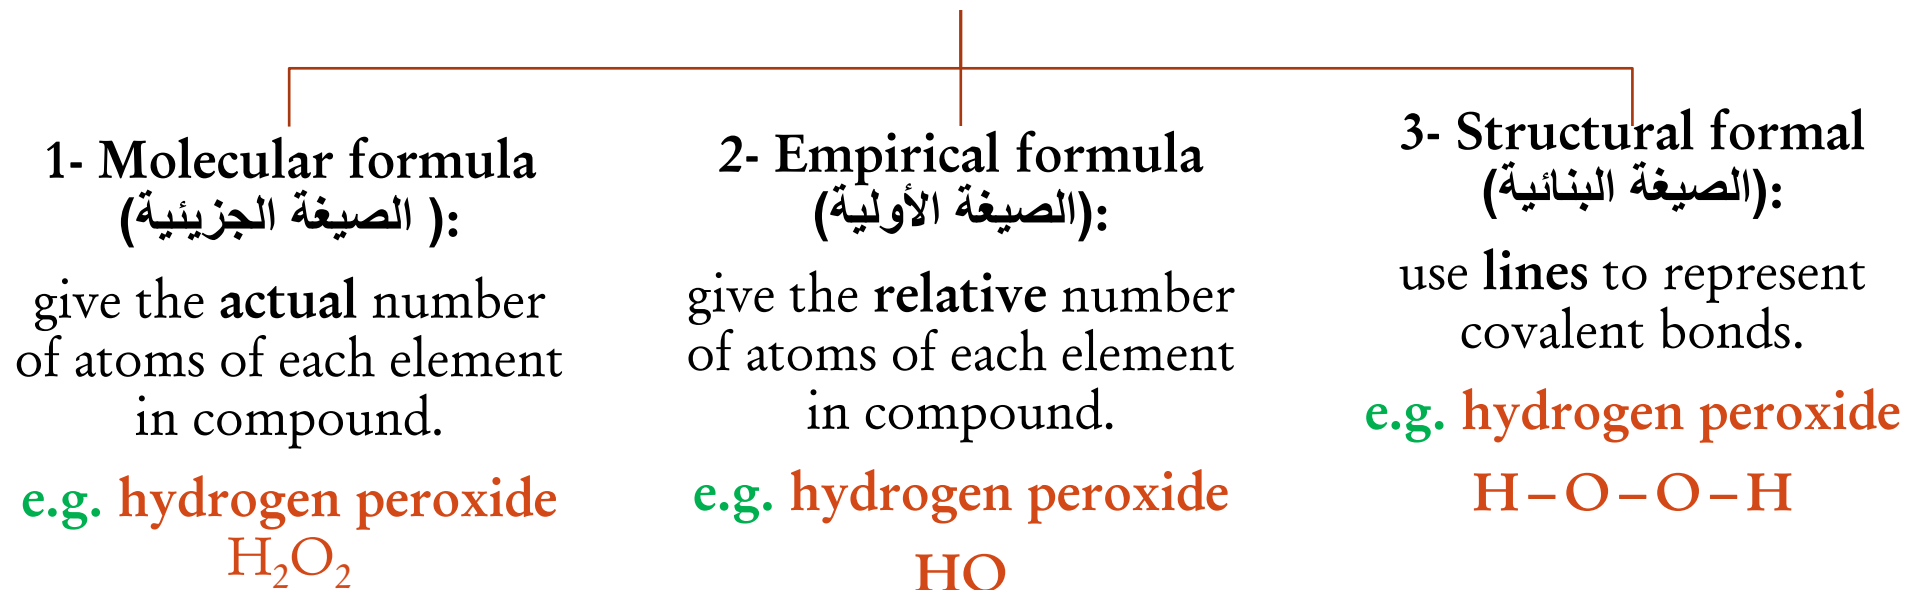 1- Molecular formula
( الصيغة الجزيئية ):
give the actual number
of atoms of each element
in compound.
e.g. hydrogen peroxide
H₂O₂
2- Empirical formula
(الصيغة الأولية):
give the relative number
of atoms of each element
in compound.
e.g. hydrogen peroxide
HO
3- Structural formal
(الصيغة البنائية):
use lines to represent
covalent bonds.
e.g. hydrogen peroxide
H – O – O – H